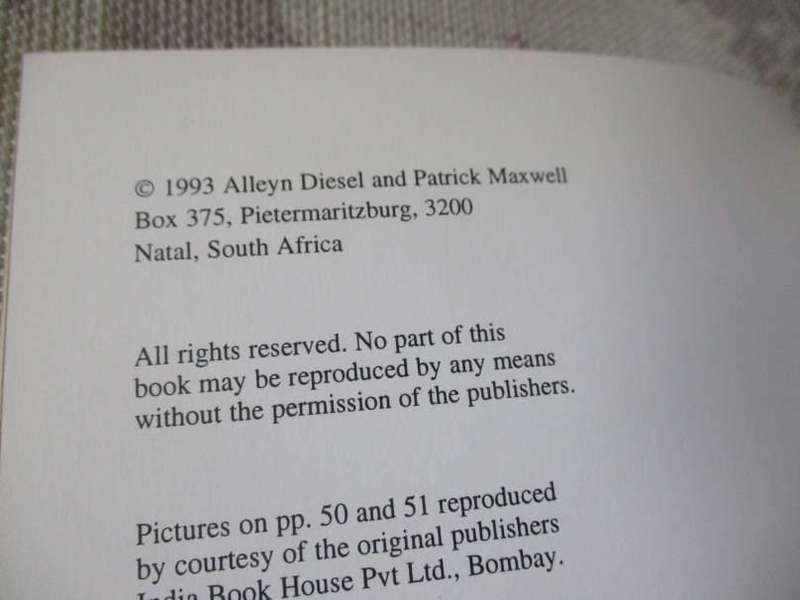 © 1993 Alleyn Diesel and Patrick Maxwell
Box 375, Pietermaritzburg, 3200
Natal, South Africa
All rights reserved. No part of this
book may be reproduced by any means
without the permission of the publishers.
Pictures on pp. 50 and 51 reproduced
by courtesy of the original publishers
India Book House Pvt Ltd., Bombay.